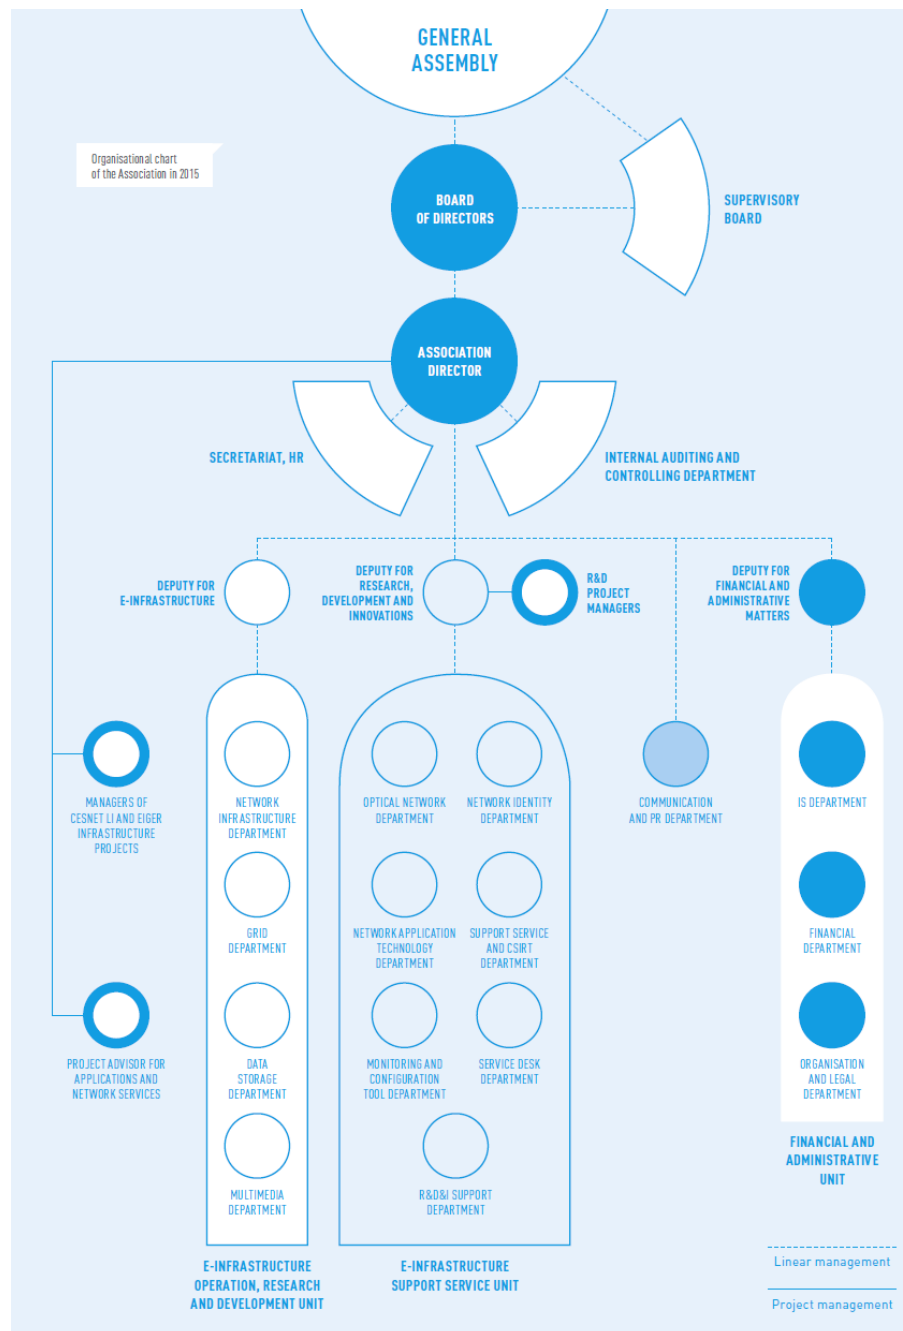 GENERAL
ASSEMBLY
Organisational chart
of the Association in 2015
BOARD
OF DIRECTORS
SUPERVISORY
BOARD
ASSOCIATION
DIRECTOR
SECRETARIAT, HR
INTERNAL AUDITING AND
CONTROLLING DEPARTMENT
DEPUTY FOR
E-INFRASTRUCTURE
DEPUTY FOR
RESEARCH,
DEVELOPMENT AND
INNOVATIONS
R&D
PROJECT
MANAGERS
DEPUTY FOR
FINANCIAL AND
ADMINISTRATIVE
MATTERS
MANAGERS OF
CESNET LI AND EIGER
INFRASTRUCTURE
PROJECTS
NETWORK
INFRASTRUCTURE
DEPARTMENT
OPTICAL NETWORK
DEPARTMENT
NETWORK IDENTITY
DEPARTMENT
COMMUNICATION
AND PR DEPARTMENT
IS DEPARTMENT
GRID
DEPARTMENT
NETWORK APPLICATION
TECHNOLOGY
DEPARTMENT
SUPPORT SERVICE
AND CSIRT
DEPARTMENT
FINANCIAL
DEPARTMENT
PROJECT ADVISOR FOR
APPLICATIONS AND
NETWORK SERVICES
DATA
STORAGE
DEPARTMENT
MONITORING AND
CONFIGURATION
TOOL DEPARTMENT
SERVICE DESK
DEPARTMENT
ORGANISATION
AND LEGAL
DEPARTMENT
MULTIMEDIA
DEPARTMENT
R&D&I SUPPORT
DEPARTMENT
FINANCIAL AND
ADMINISTRATIVE
UNIT
E-INFRASTRUCTURE
OPERATION, RESEARCH
AND DEVELOPMENT UNIT
E-INFRASTRUCTURE
SUPPORT SERVICE UNIT
Linear management
Project management